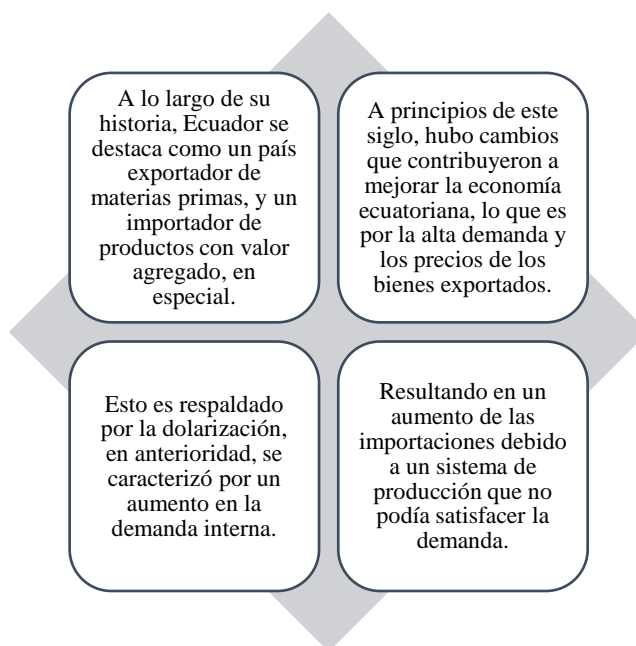 A lo largo de su
historia, Ecuador se
destaca como un país
exportador de
materias primas, y un
importador de
productos con valor
agregado, en
especial.
A principios de este
siglo, hubo cambios
que contribuyeron a
mejorar la economía
ecuatoriana, lo que es
por la alta demanda y
los precios de los
bienes exportados.
Esto es respaldado
por la dolarización,
en anterioridad, se
caracterizó por un
aumento en la
demanda interna.
Resultando en un
aumento de las
importaciones debido
a un sistema de
producción que no
podía satisfacer la
demanda.